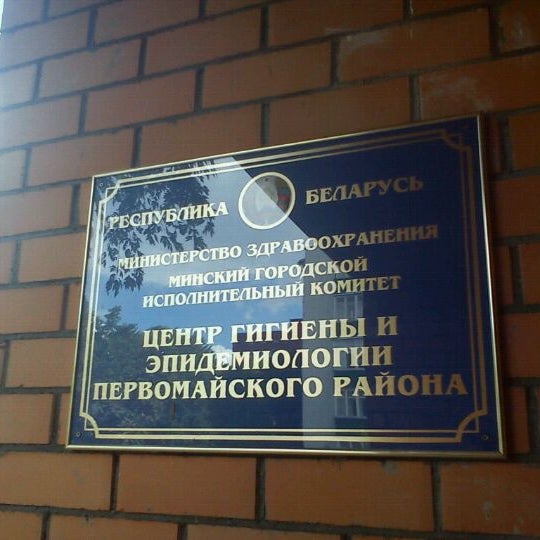 РЕСПУБЛИКА БЕЛАРУСЬ
МИНИСТЕРСТВО ЗДРАВООХРАНЕНИЯ
МИНСКИЙ ГОРОДСКОЙ
ИСПОЛНИТЕЛЬНЫЙ КОМИТЕТ
ЦЕНТР ГИГИЕНЫ И
ЭПИДЕМИОЛОГИИ
ПЕРВОМАЙСКОГО РАЙОНА